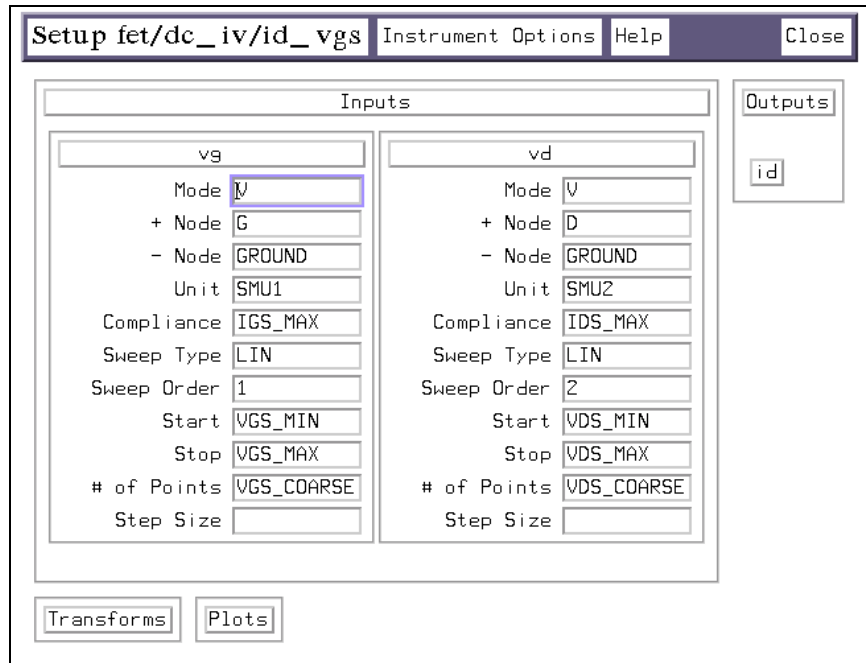 Setup fet/dc_iv/id_vgs Instrument Options Help Close
Inputs
Outputs
vg
Mode V
+ Node G
- Node GROUND
Unit SMU1
Compliance IGS_MAX
Sweep Type LIN
Sweep Order 1
Start VGS_MIN
Stop VGS_MAX
# of Points VGS_COARSE
Step Size
vd
Mode V
+ Node D
- Node GROUND
Unit SMU2
Compliance IDS_MAX
Sweep Type LIN
Sweep Order 2
Start VDS_MIN
Stop VDS_MAX
# of Points VDS_COARSE
Step Size
id
Transforms Plots